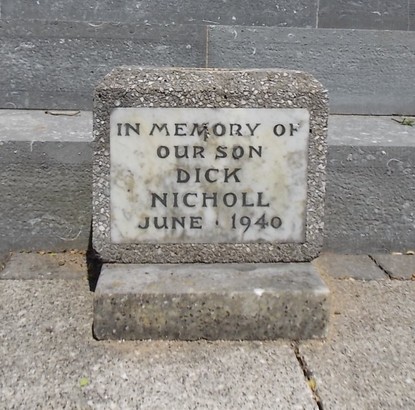 IN MEMORY OF
OUR SON
DICK
NICHOLL
JUNE · 1940